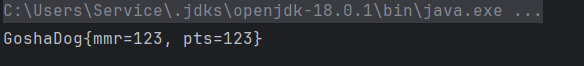 C:\Users\Service\.jdks\openjdk-18.0.1\bin\java.exe ...
GoshaDog{mmr=123, pts=123}